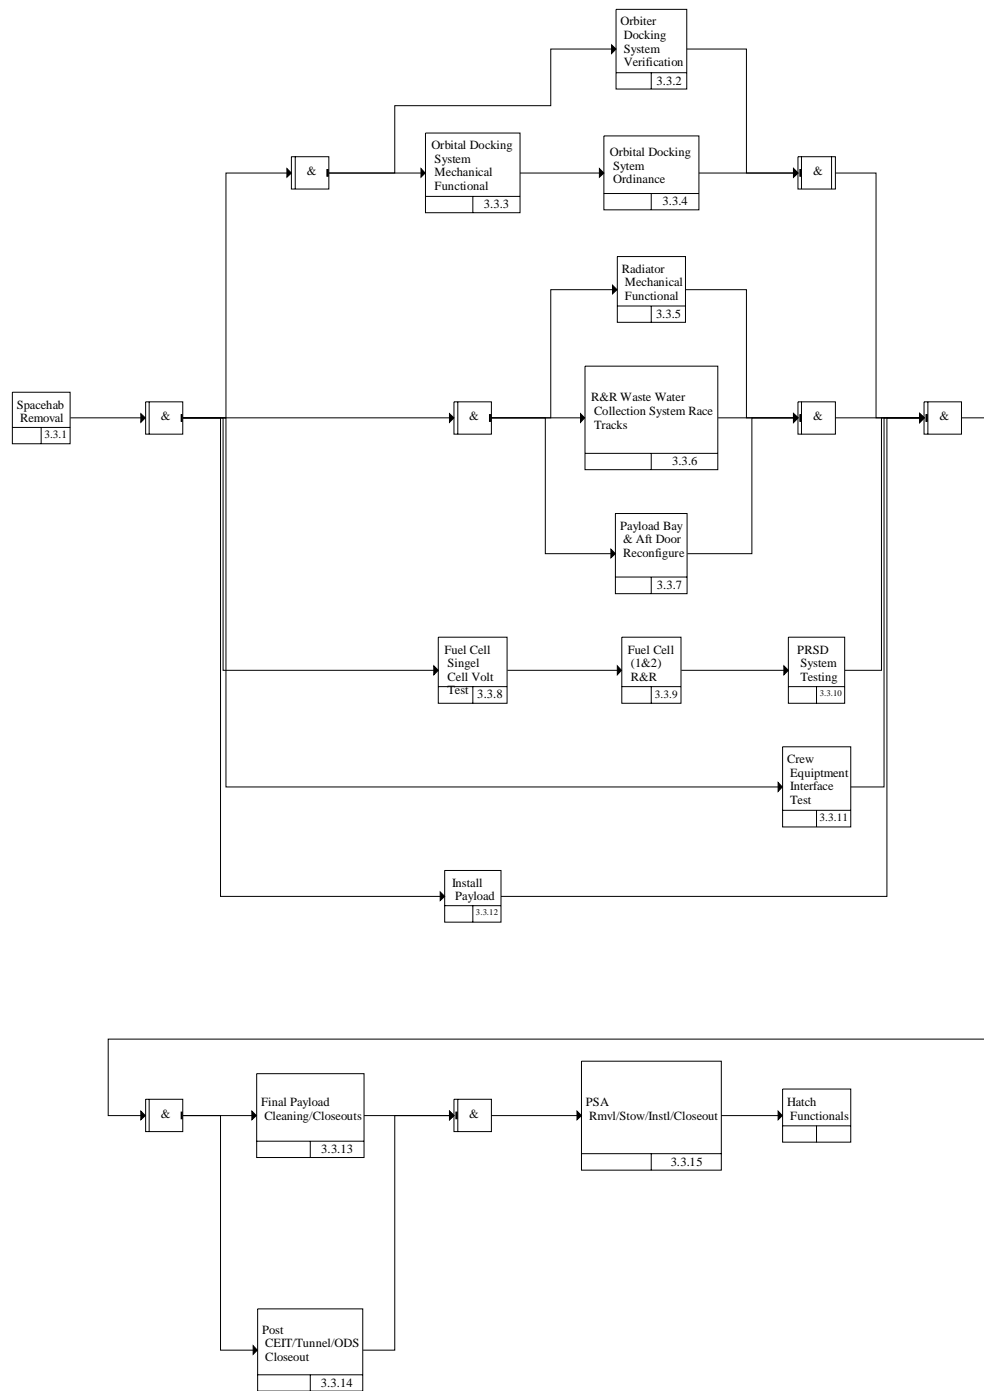 Orbiter
Docking
System
Verification
3.3.2
&
Orbital Docking
System
Mechanical
Functional
3.3.3
Orbital Docking
Sytem
Ordinance
3.3.4
&
Radiator
Mechanical
Functional
3.3.5
Spacehab
Removal
3.3.1
&
&
R&R Waste Water
Collection System Race
Tracks
3.3.6
&
&
Payload Bay
& Aft Door
Reconfigure
3.3.7
Fuel Cell
Singel
Cell Volt
Test
3.3.8
Fuel Cell
(1&2)
R&R
3.3.9
PRSD
System
Testing
3.3.10
Crew
Equiptment
Interface
Test
3.3.11
Install
Payload
3.3.12
&
Final Payload
Cleaning/Closeouts
3.3.13
&
PSA
Rmvl/Stow/Instl/Closeout
3.3.15
Hatch
Functionals
Post
CEIT/Tunnel/ODS
Closeout
3.3.14